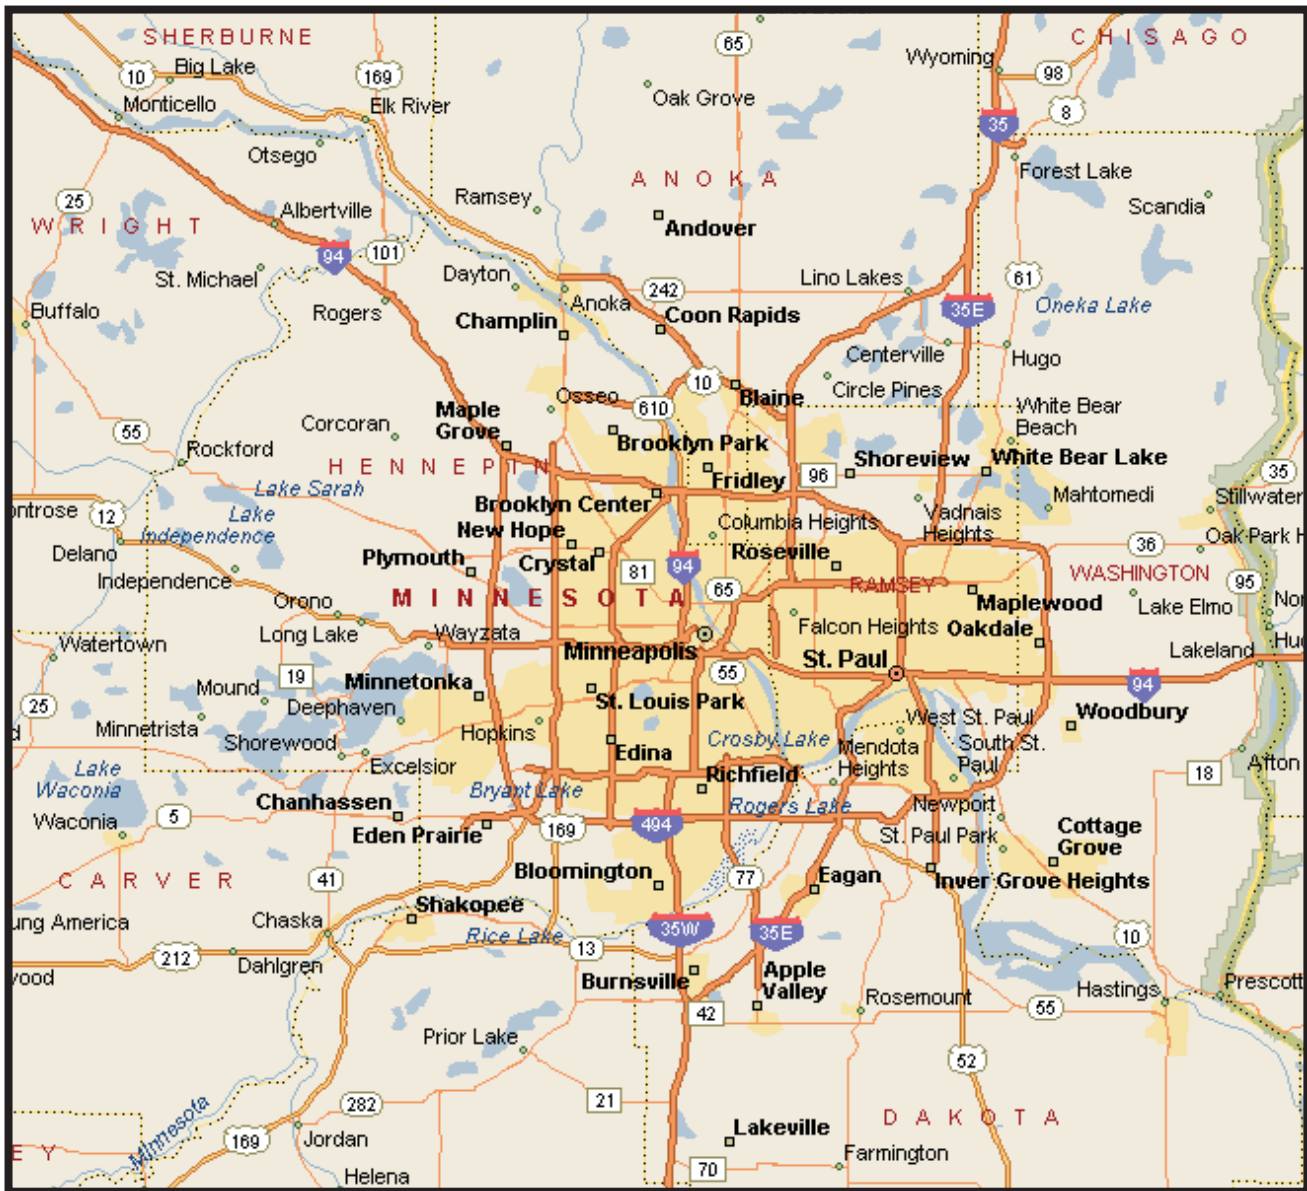 SHERBURNE
CHISAGO
65
Wyoming
10
Big Lake
169
98
Oak Grove
Monticello
Elk River
8
35
Otsego
Forest Lake
ANOKA
Ramsey
25
Scandia
Albertville
WRIGHT
Andover
94
101
St. Michael
Dayton
Lino Lakes
61
242
Anoka
Oneka Lake
Buffalo
Rogers
Champlin
Coon Rapids
35E
Centerville
Hugo
10
Circle Pines
Osseo
Blaine
610
Maple
Grove
White Bear
Beach
Corcoran
55
Rockford
Brooklyn Park
HENNEPIN
96
Shoreview
White Bear Lake
Fridley
35
Lake Sarah
Brooklyn Center
Mahtomedi
Stillwater
ontrose
12
Lake
Independence
Columbia Heights
Vadnais
Heights
New Hope
Oak Park H
Delano
Plymouth
Crystal
Roseville
36
94
81
Independence
65
RAMSEY
WASHINGTON
95
MINNESOTA
Orono
Maplewood
Lake Elmo
Nor
Long Lake
Wayzata
Falcon Heights
Oakdale
Hud
Watertown
Minneapolis
St. Paul
Lakeland
19
55
94
Mound
Minnetonka
St. Louis Park
25
Deephaven
Woodbury
Minnetrista
d
Hopkins
West St. Paul
Shorewood
Crosby Lake
Mendota
Heights
South St.
Paul
Edina
Lake
Waconia
Excelsior
Richfield
18
Afton
Chanhassen
Bryant Lake
Rogers Lake
Newport
Waconia
5
Eden Prairie
169
494
St. Paul Park
Cottage
Grove
CARVER
41
Bloomington
77
Eagan
Inver Grove Heights
Shakopee
ung America
Chaska
35W
35E
Rice Lake
10
212
Dahlgren
13
wood
Burnsville
Apple
Valley
Prescott
Hastings
Rosemount
42
55
Prior Lake
52
282
21
Minnesota
DAKOTA
169
Jordan
Lakeville
EY
Farmington
Helena
70